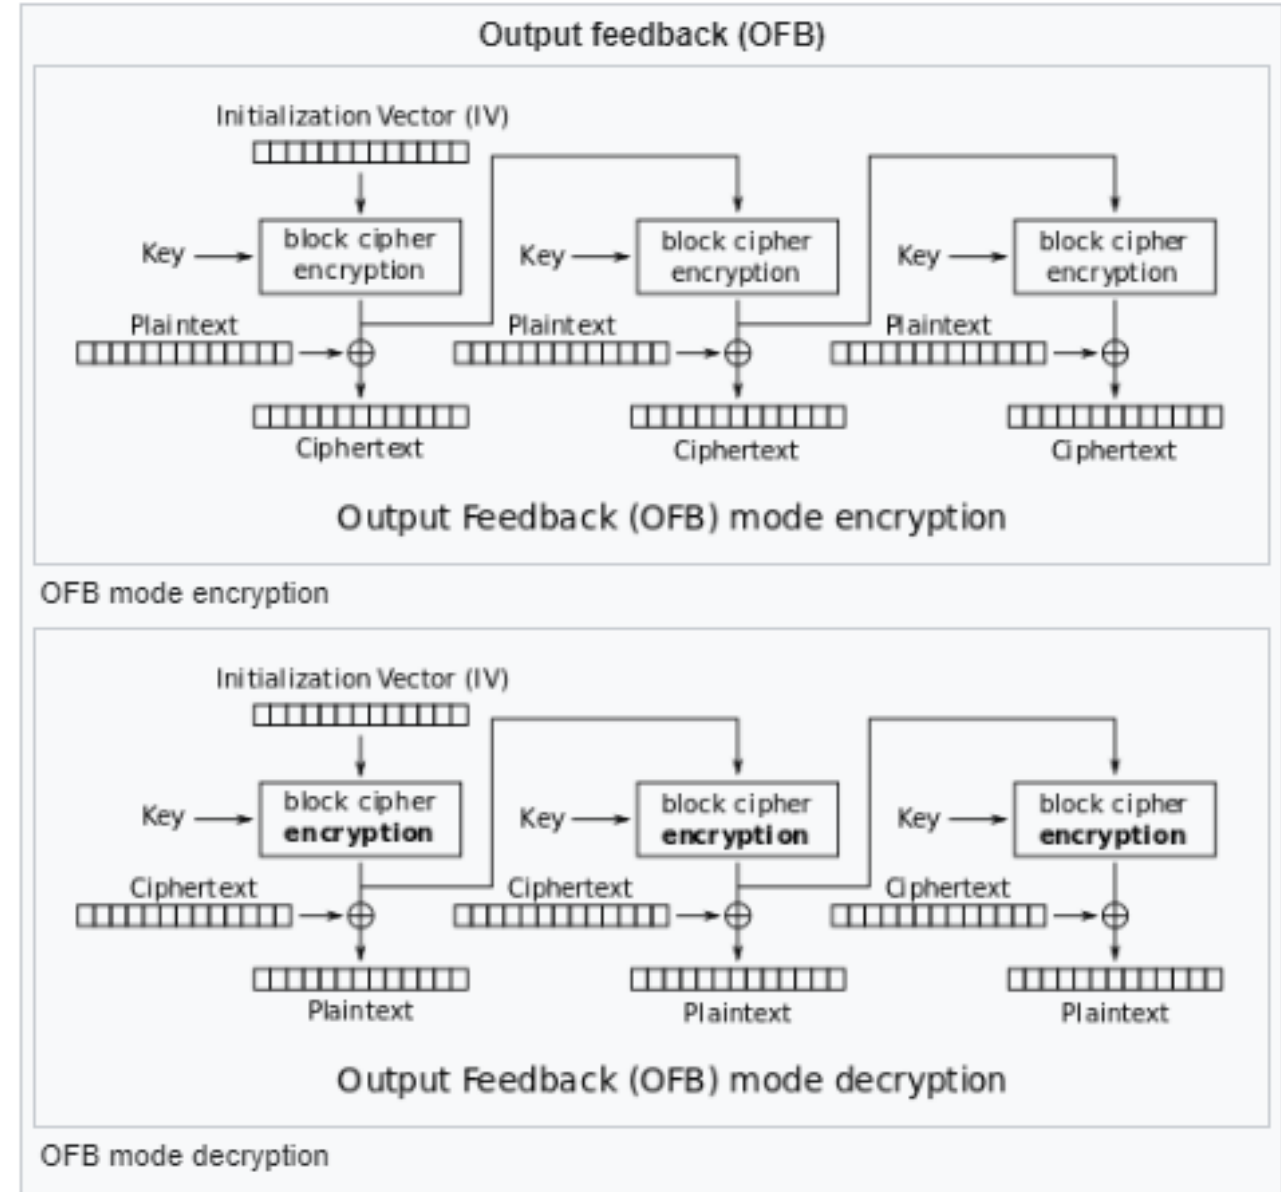 Output feedback (OFB)
Initialization Vector (IV)
Key
block cipher
encryption
Key
block cipher
encryption
Key
block cipher
encryption
Plaintext
Plaintext
Plaintext
Ciphertext
Ciphertext
Ciphertext
Output Feedback (OFB) mode encryption
OFB mode encryption
Initialization Vector (IV)
Key
block cipher
encryption
Key
block cipher
encryption
Key
block cipher
encryption
Ciphertext
Ciphertext
Ciphertext
Plaintext
Plaintext
Plaintext
Output Feedback (OFB) mode decryption
OFB mode decryption